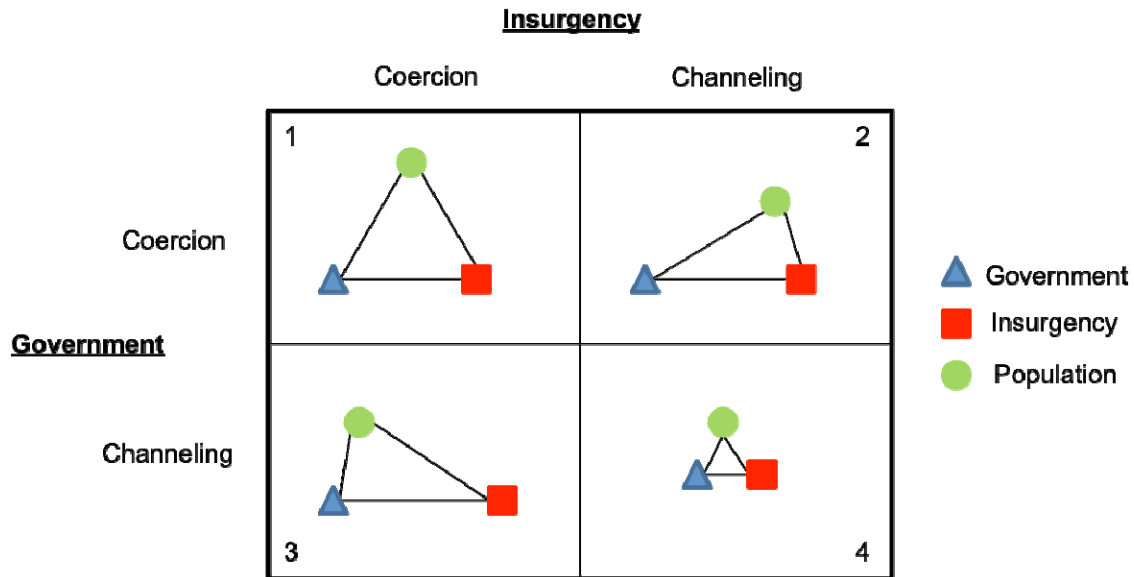 Insurgency
Coercion
Channeling
1
2
Coercion
Government
Channeling
3
4
Government
Insurgency
Population